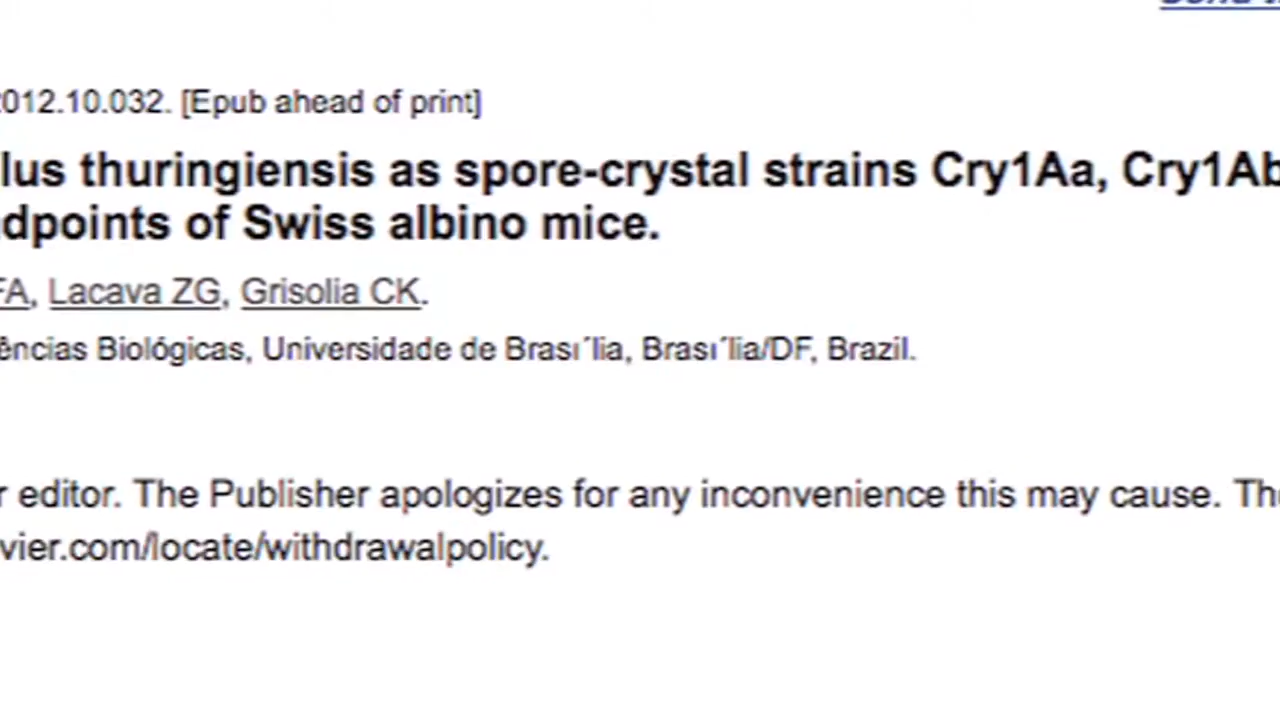 2012.10.032. [Epub ahead of print]
lus thuringiensis as spore-crystal strains Cry1Aa, Cry1Ab
dpoints of Swiss albino mice.
FA, Lacava ZG, Grisolia CK.
ências Biológicas, Universidade de Brası´lia, Brası´lia/DF, Brazil.
r editor. The Publisher apologizes for any inconvenience this may cause. The
vier.com/locate/withdrawalpolicy.